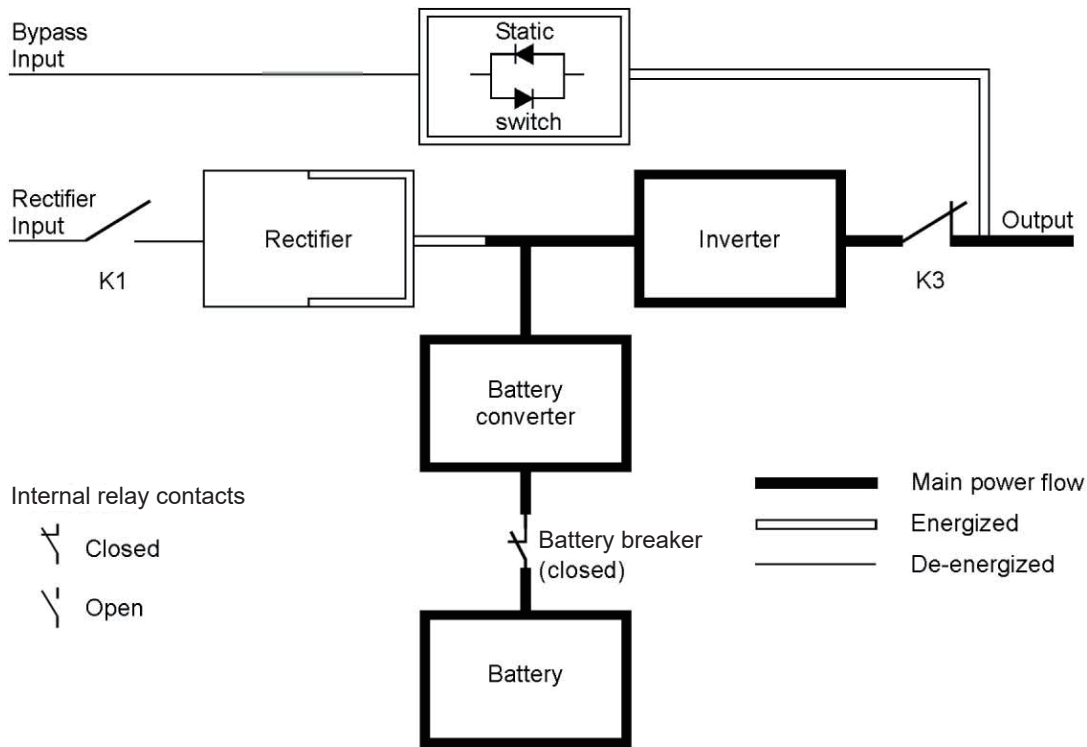 Bypass
Input
Static
switch
Rectifier
Input
K1
Rectifier
Inverter
K3
Output
Battery
converter
Internal relay contacts
Closed
Open
Battery breaker
(closed)
Battery
Main power flow
Energized
De-energized